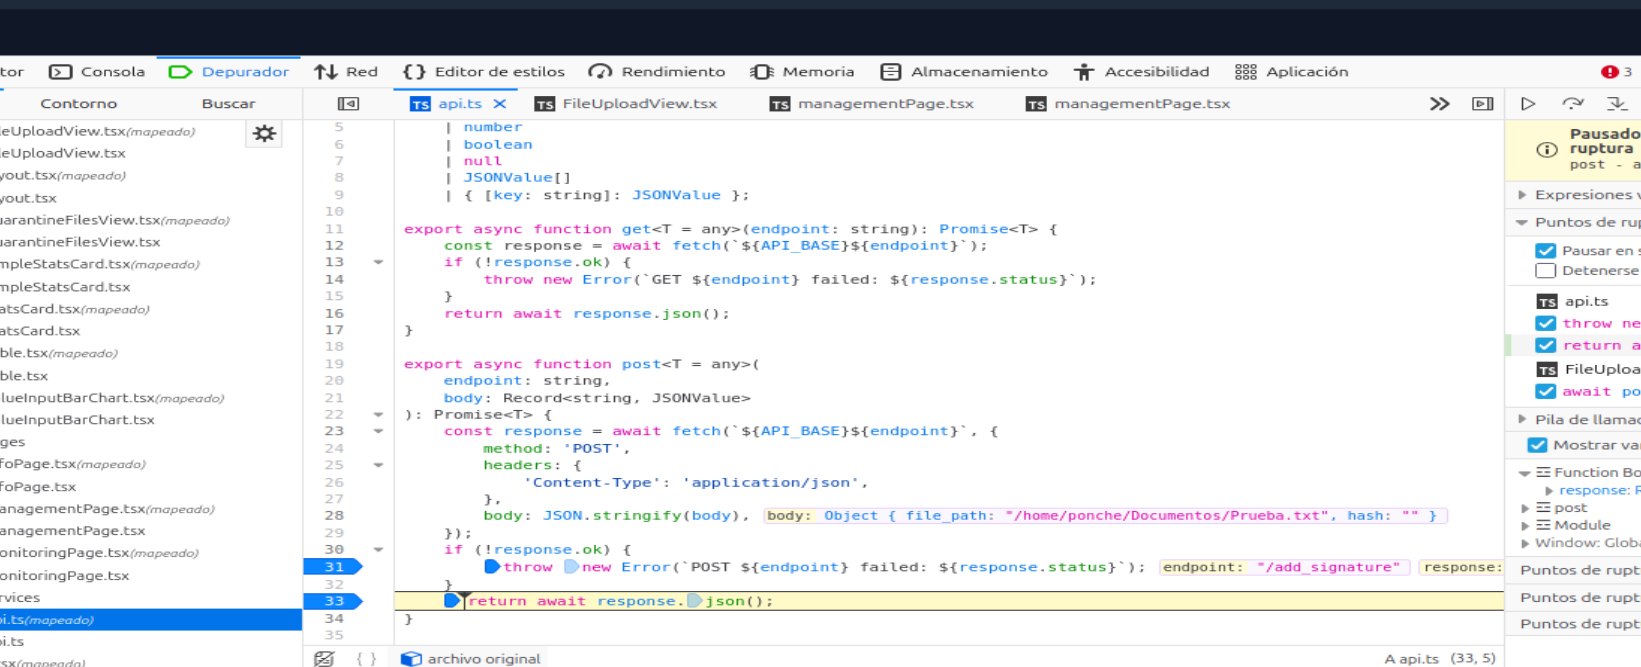 tor Consola Depurador Red {} Editor de estilos Rendimiento Memoria Almacenamiento Accesibilidad Aplicación 3
Contorno Buscar
TS api.ts TS FileUploadView.tsx TS managementPage.tsx TS managementPage.tsx
leUploadView.tsx(mapeado)
leUploadView.tsx
yout.tsx(mapeado)
yout.tsx
uarantineFilesView.tsx(mapeado)
uarantineFilesView.tsx
mpleStatsCard.tsx(mapeado)
mpleStatsCard.tsx
atsCard.tsx(mapeado)
atsCard.tsx
ble.tsx(mapeado)
ble.tsx
lueInputBarChart.tsx(mapeado)
lueInputBarChart.tsx
ges
foPage.tsx(mapeado)
foPage.tsx
anagementPage.tsx(mapeado)
anagementPage.tsx
onitoringPage.tsx(mapeado)
onitoringPage.tsx
rvices
pi.ts(mapeado)
pi.ts
.tsx(mapeado)
5 | number
6 | boolean
7 | null
8 | JSONValue[]
9 | { [key: string]: JSONValue };
10
11 export async function get<T = any>(endpoint: string): Promise<T> {
12 const response = await fetch(`${API_BASE}${endpoint}`);
13 if (!response.ok) {
14 throw new Error(`GET ${endpoint} failed: ${response.status}`);
15 }
16 return await response.json();
17 }
18
19 export async function post<T = any>(
20 endpoint: string,
21 body: Record<string, JSONValue>
22 ): Promise<T> {
23 const response = await fetch(`${API_BASE}${endpoint}`, {
24 method: 'POST',
25 headers: {
26 'Content-Type': 'application/json',
27 },
28 body: JSON.stringify(body), body: Object { file_path: "/home/ponche/Documentos/Prueba.txt", hash: "" }
29 });
30 if (!response.ok) {
31 throw new Error(`POST ${endpoint} failed: ${response.status}`); endpoint: "/add_signature" response:
32 }
33 return await response.json();
34 }
35
{ } archivo original A api.ts (33, 5)
Pausado
ruptura
post - a
Expresiones v
Puntos de rup
Pausar en s
Detenerse
TS api.ts
throw ne
return a
TS FileUploa
await po
Pila de llamad
Mostrar var
Function Bo
response: R
post
Module
Window: Globa
Puntos de rupt
Puntos de rupt
Puntos de rupt